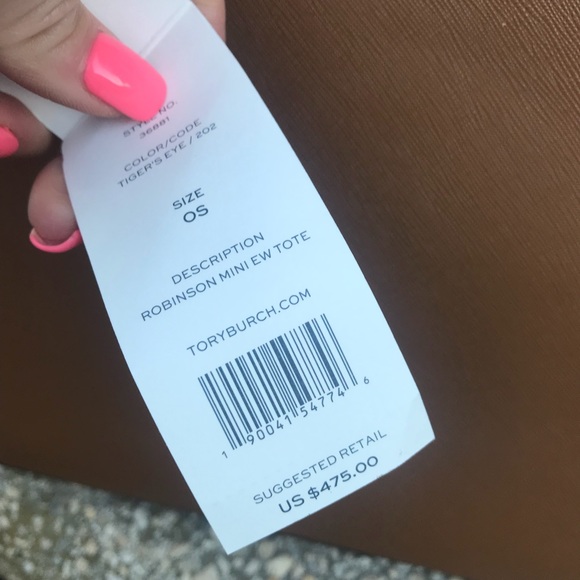 STYLE NO.
36681
COLOR/CODE
TIGER'S EYE / 202
SIZE
OS
DESCRIPTION
ROBINSON MINI EW TOTE
TORYBURCH.COM
1 90041 54774 6
SUGGESTED RETAIL
US $475.00